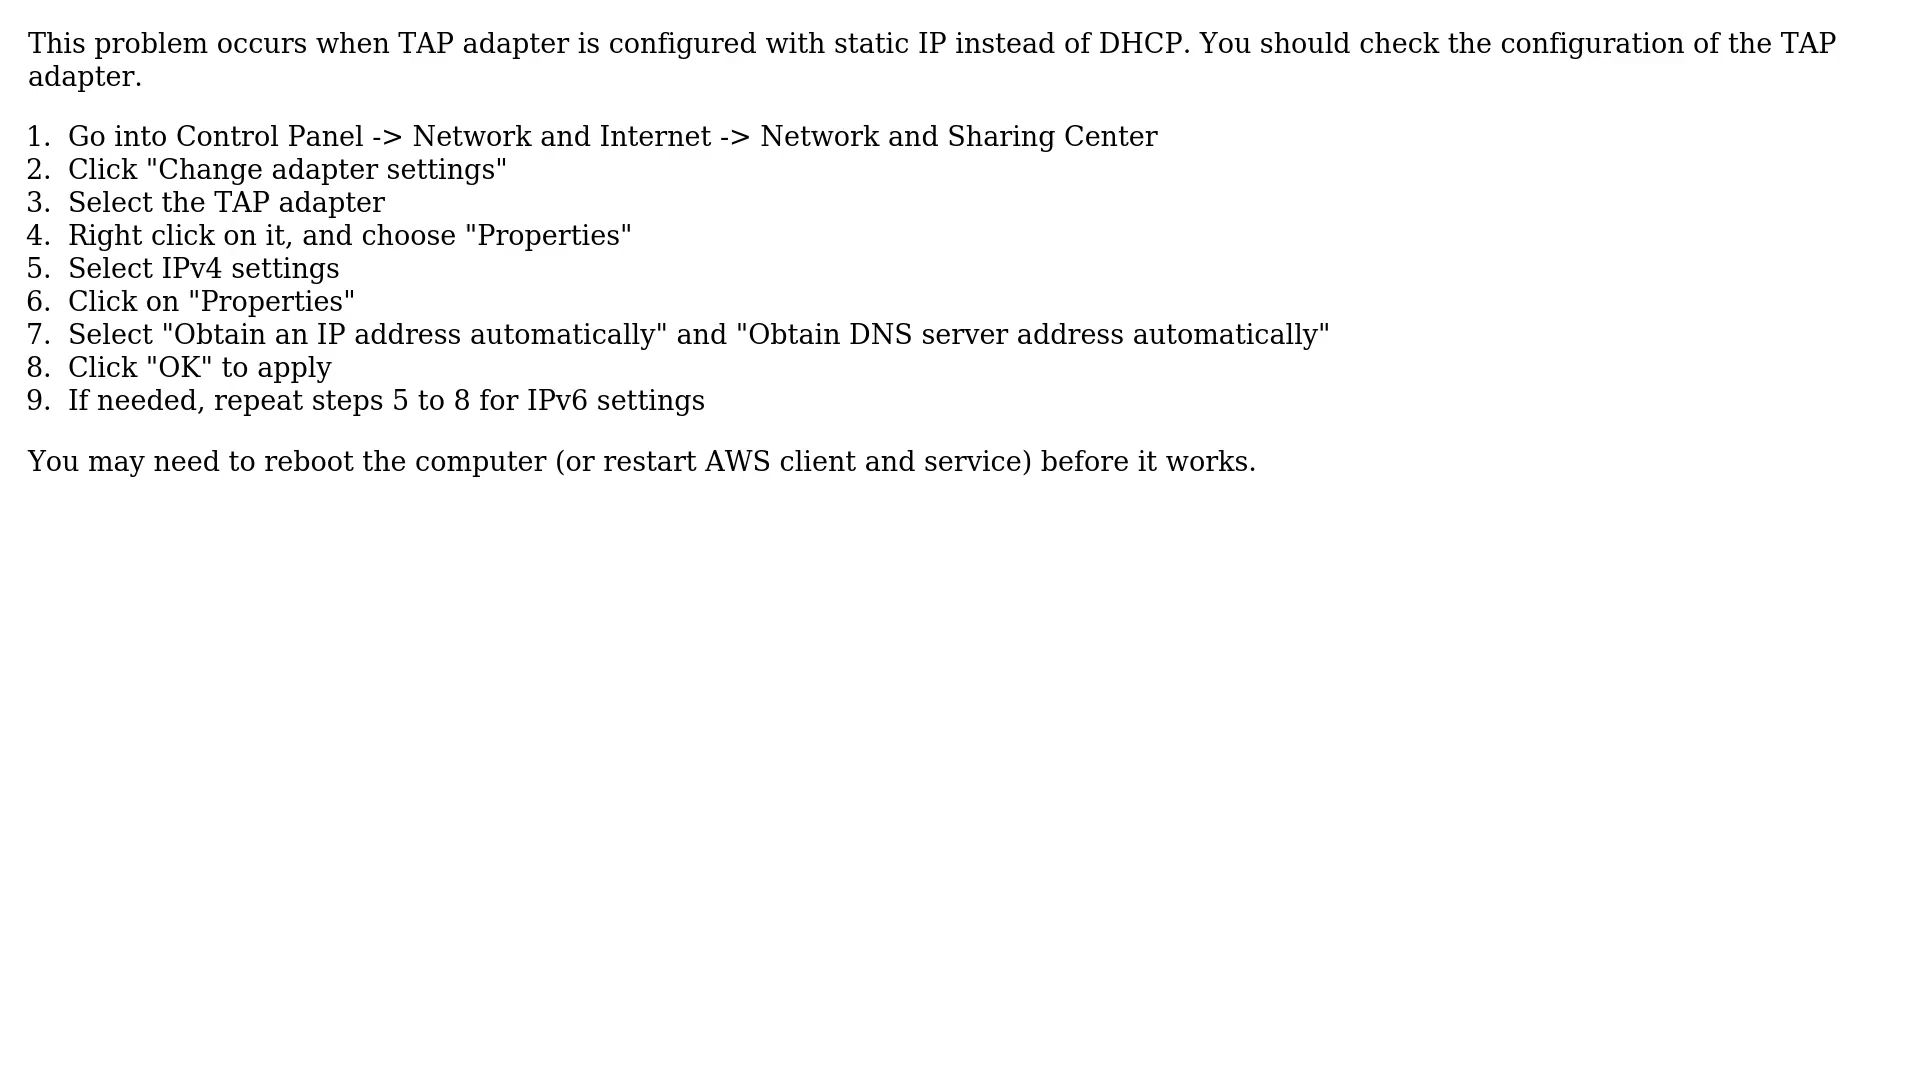 This problem occurs when TAP adapter is configured with static IP instead of DHCP. You should check the configuration of the TAP
adapter.
1. Go into Control Panel -> Network and Internet -> Network and Sharing Center
2. Click "Change adapter settings"
3. Select the TAP adapter
4. Right click on it, and choose "Properties"
5. Select IPv4 settings
6. Click on "Properties"
7. Select "Obtain an IP address automatically" and "Obtain DNS server address automatically"
8. Click "OK" to apply
9. If needed, repeat steps 5 to 8 for IPv6 settings
You may need to reboot the computer (or restart AWS client and service) before it works.